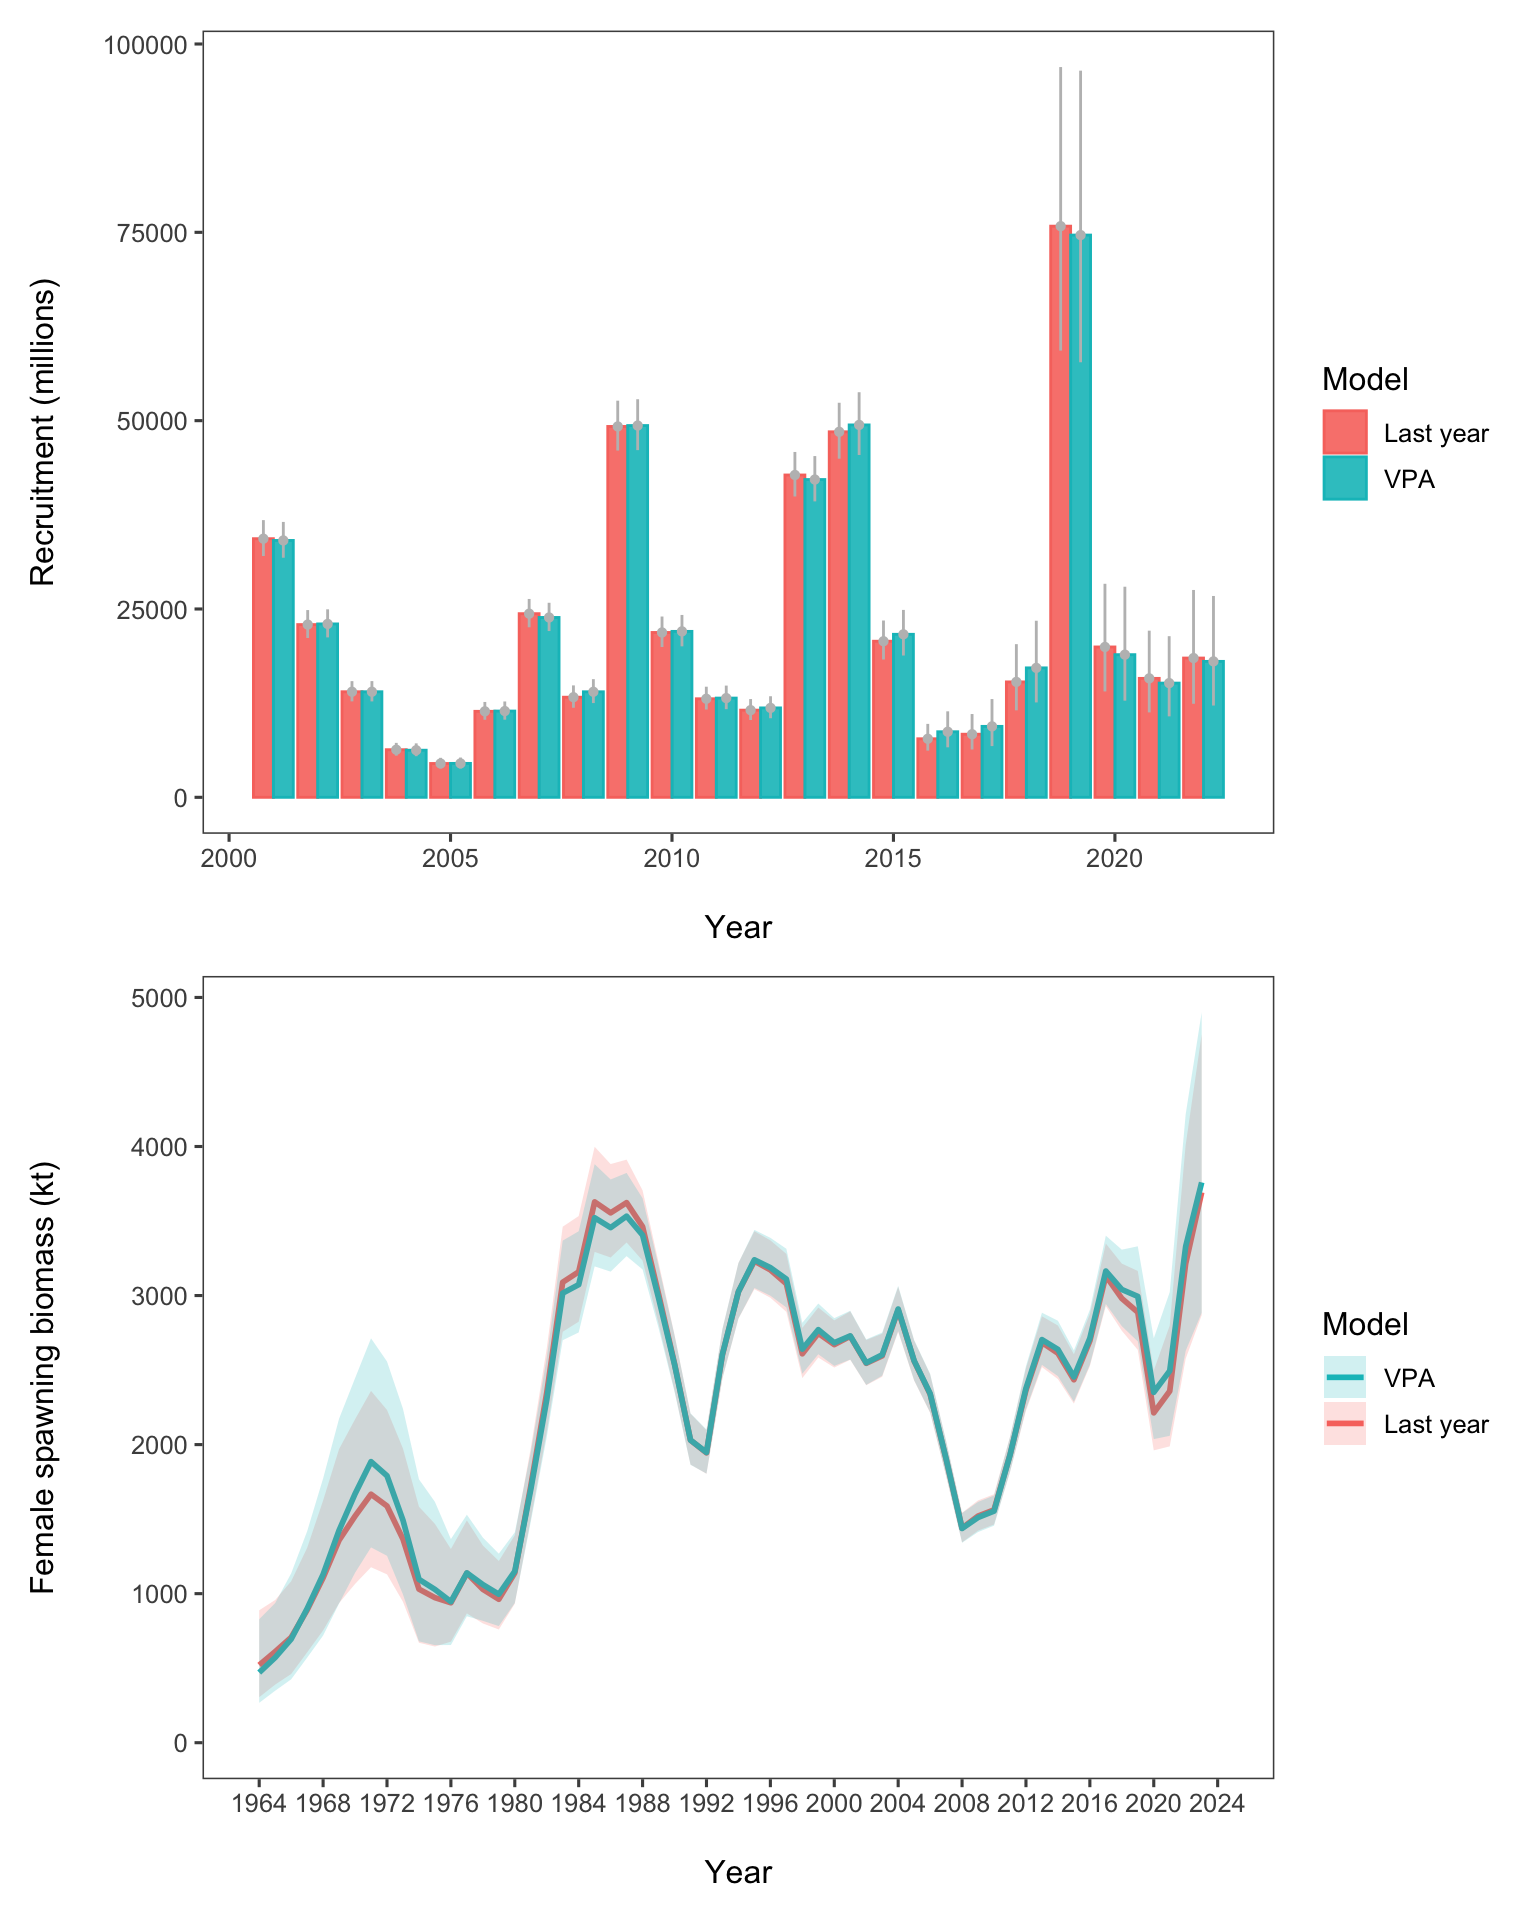 100000
75000
50000
25000
0
Recruitment (millions)
2000 2005 2010 2015 2020
Year
Model
Last year
VPA
5000
4000
3000
2000
1000
0
Female spawning biomass (kt)
1964 1968 1972 1976 1980 1984 1988 1992 1996 2000 2004 2008 2012 2016 2020 2024
Year
Model
VPA
Last year